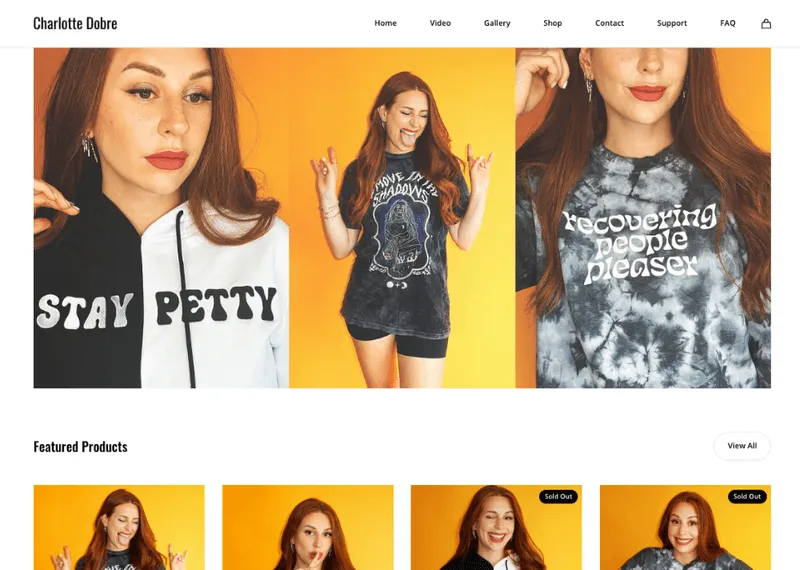 Charlotte Dobre
Home Video Gallery Shop Contact Support FAQ
STAY PETTY
MOVE IN THE
SHADOWS
recovering
people
pleaser
Featured Products
View All
Sold Out
Sold Out